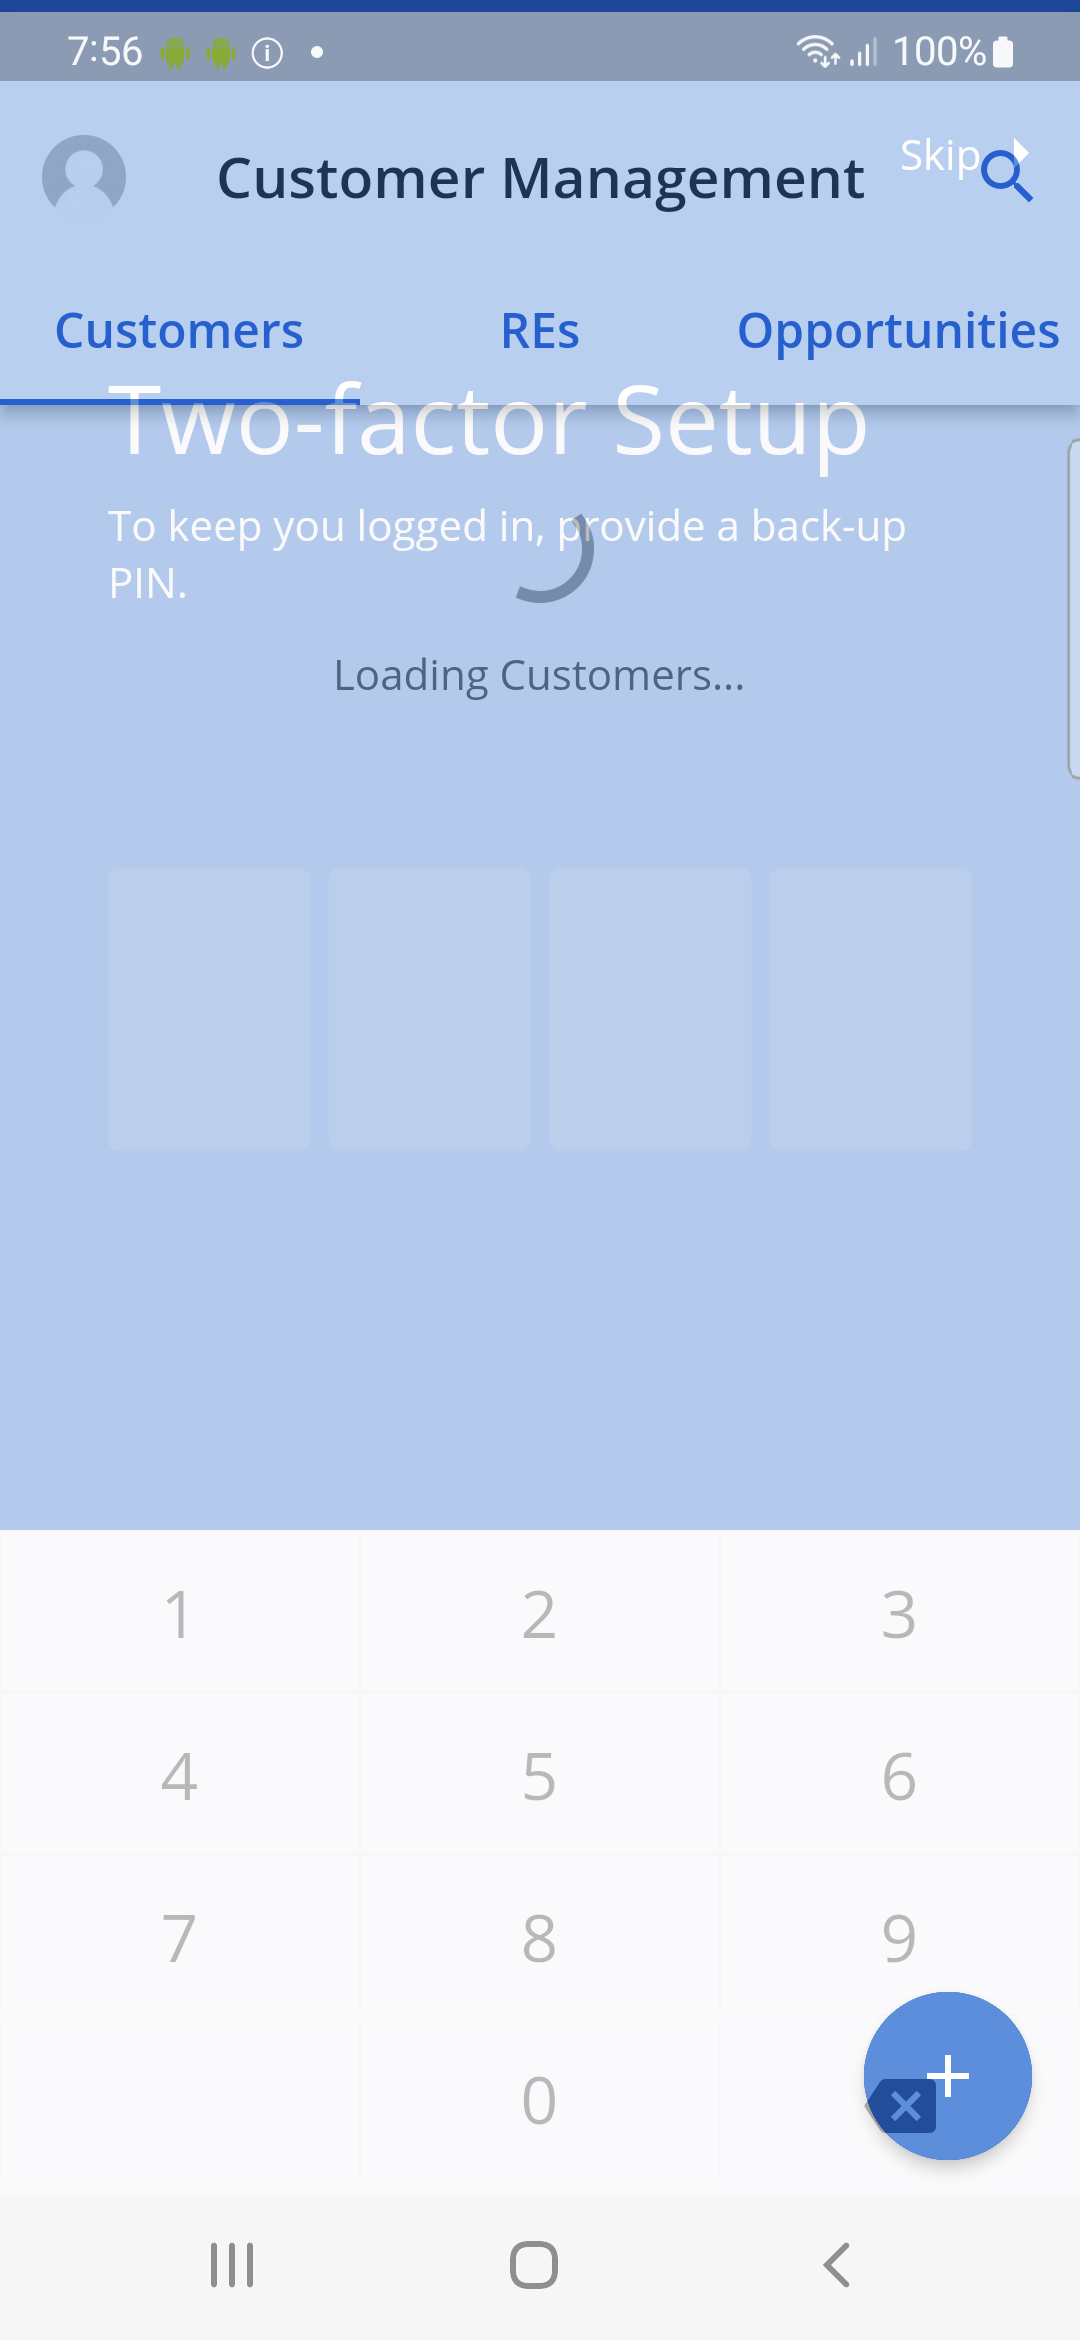 7:56
100%
Skip
Customer Management
Customers REs Opportunities
Two-factor Setup
To keep you logged in, provide a back-up
PIN.
Loading Customers...
1 2 3
4 5 6
7 8 9
0